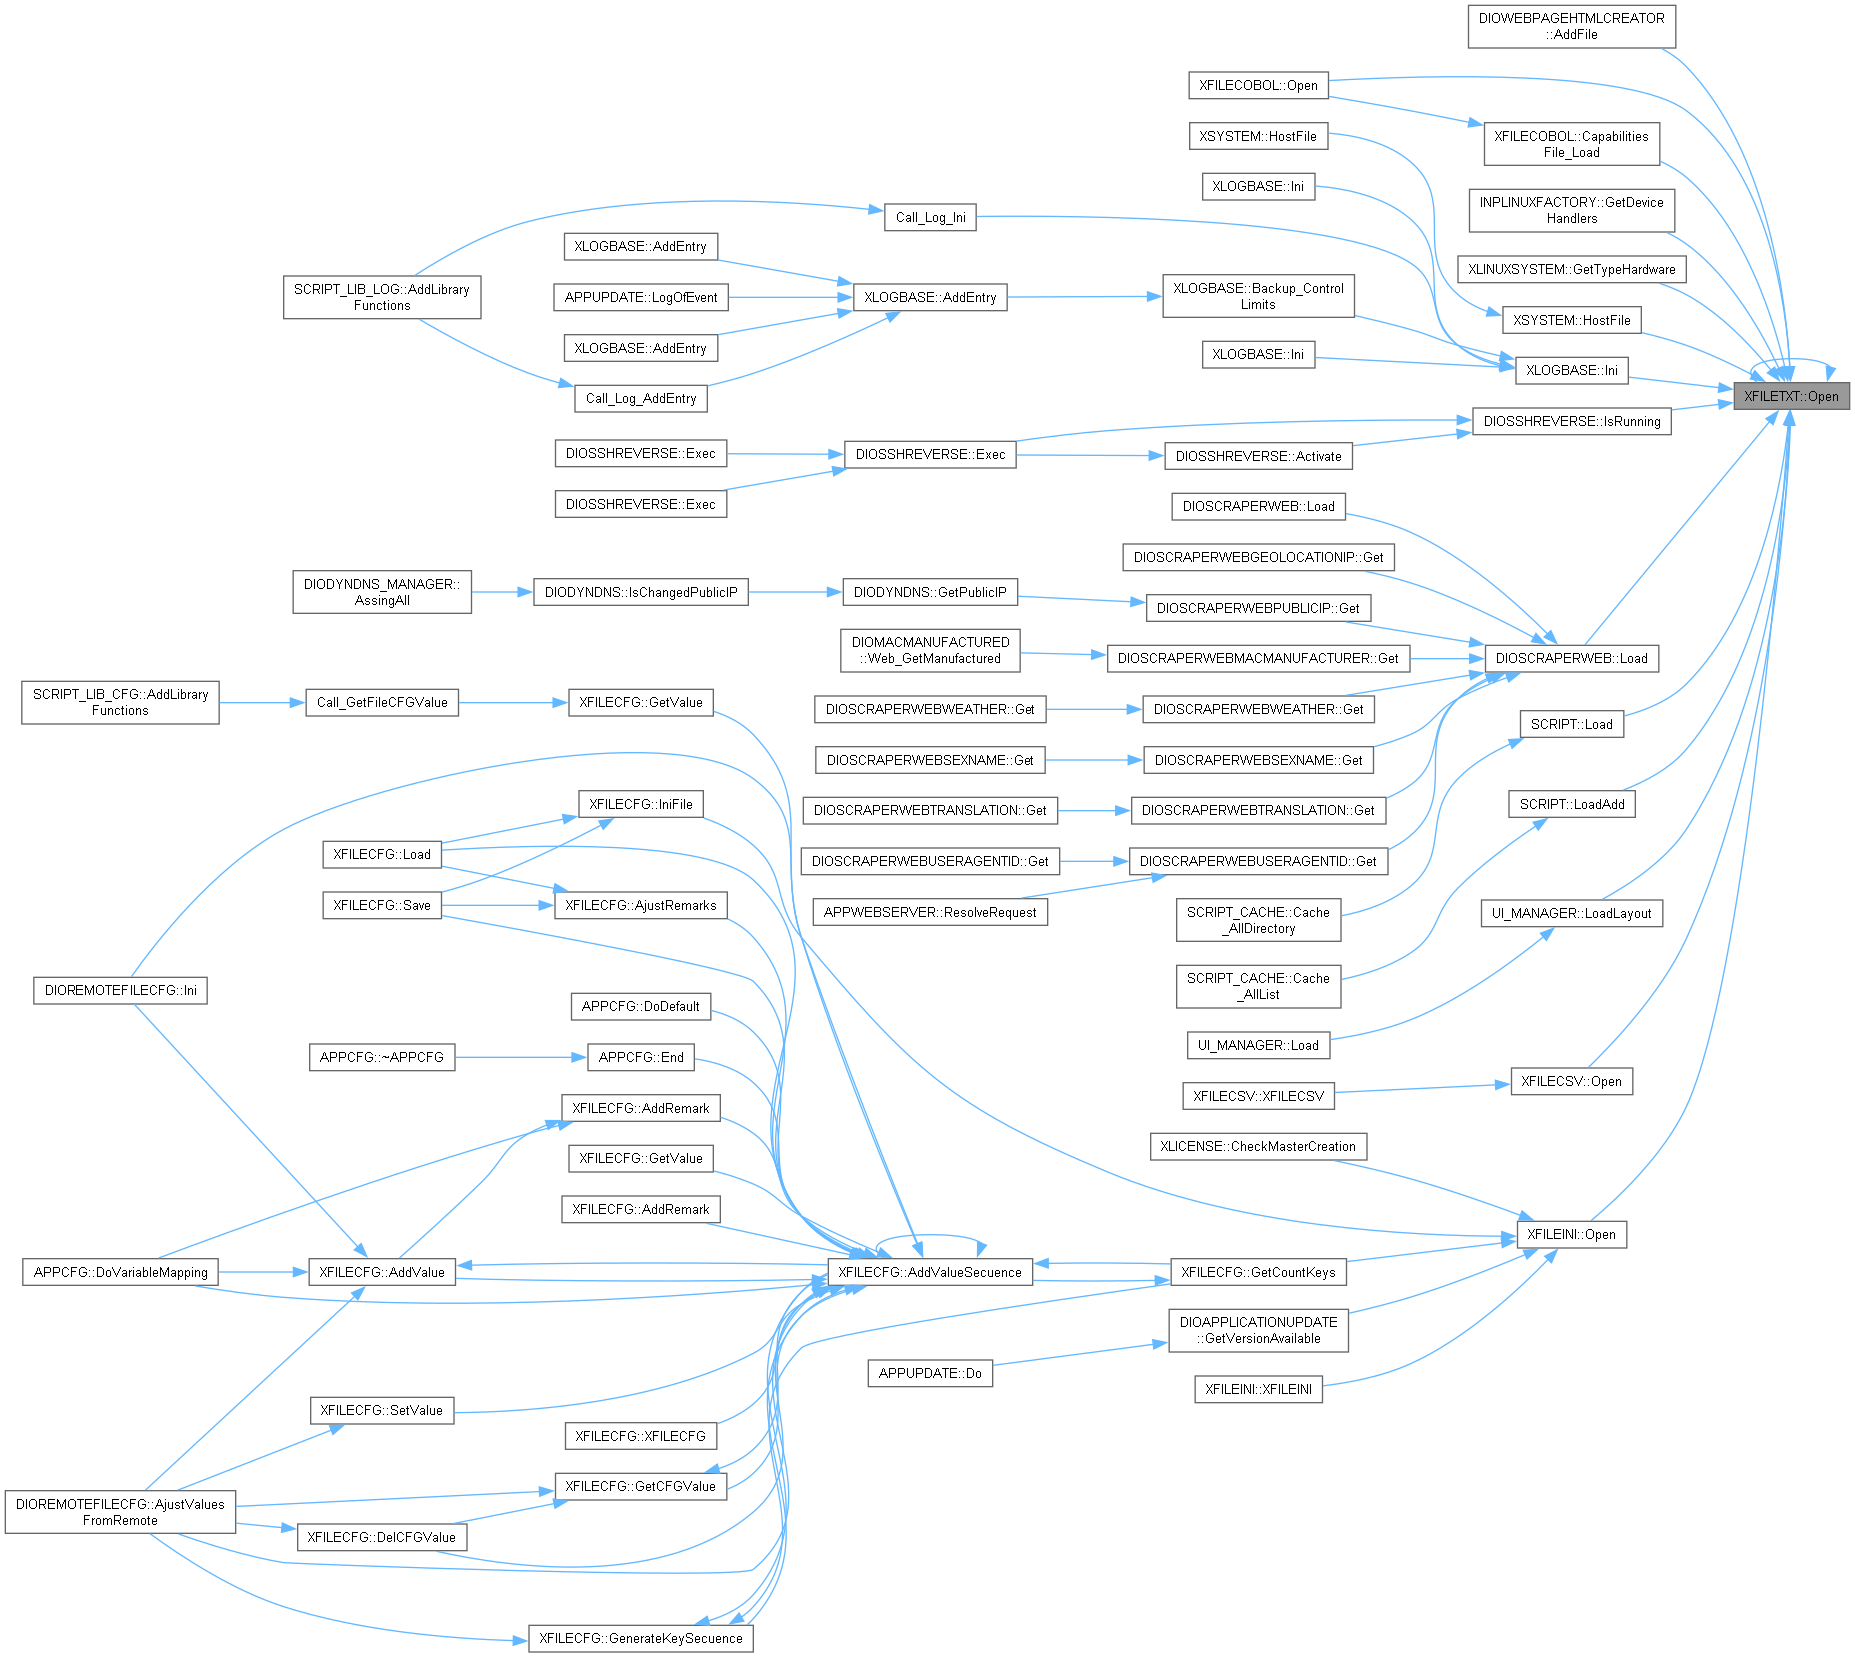 DIOWEBPAGEHTMLCREATOR
::AddFile
XFILECOBOL::Open
XFILECOBOL::Capabilities
File_Load
XSYSTEM::HostFile
XLOGBASE::Ini
INPLINUXFACTORY::GetDevice
Handlers
Call_Log_Ini
XLOGBASE::AddEntry
XLINUXSYSTEM::GetTypeHardware
SCRIPT_LIB_LOG::AddLibrary
Functions
APPUPDATE::LogOfEvent
XLOGBASE::AddEntry
XLOGBASE::Backup_Control
Limits
XSYSTEM::HostFile
XLOGBASE::AddEntry
XLOGBASE::Ini
XLOGBASE::Ini
Call_Log_AddEntry
XFILETXT::Open
DIOSSHREVERSE::IsRunning
DIOSSHREVERSE::Exec
DIOSSHREVERSE::Exec
DIOSSHREVERSE::Activate
DIOSSHREVERSE::Exec
DIOSCRAPERWEB::Load
DIOSCRAPERWEBGEOLOCATIONIP::Get
DIODYNDNS_MANAGER::
AssingAll
DIODYNDNS::IsChangedPublicIP
DIODYNDNS::GetPublicIP
DIOSCRAPERWEBPUBLICIP::Get
DIOMACMANUFACTURED
::Web_GetManufactured
DIOSCRAPERWEBMACMANUFACTURER::Get
DIOSCRAPERWEB::Load
SCRIPT_LIB_CFG::AddLibrary
Functions
Call_GetFileCFGValue
XFILECFG::GetValue
DIOSCRAPERWEBWEATHER::Get
DIOSCRAPERWEBWEATHER::Get
SCRIPT::Load
DIOSCRAPERWEBSEXNAME::Get
DIOSCRAPERWEBSEXNAME::Get
XFILECFG::IniFile
DIOSCRAPERWEBTRANSLATION::Get
DIOSCRAPERWEBTRANSLATION::Get
SCRIPT::LoadAdd
XFILECFG::Load
DIOSCRAPERWEBUSERAGENTID::Get
DIOSCRAPERWEBUSERAGENTID::Get
XFILECFG::Save
XFILECFG::AjustRemarks
APPWEBSERVER::ResolveRequest
SCRIPT_CACHE::Cache
_AllDirectory
UI_MANAGER::LoadLayout
SCRIPT_CACHE::Cache
_AllList
DIOREMOTEFILECFG::Ini
APPCFG::DoDefault
UI_MANAGER::Load
APPCFG::~APPCFG
APPCFG::End
XFILECSV::XFILECSV
XFILECSV::Open
XFILECFG::AddRemark
XLICENSE::CheckMasterCreation
XFILECFG::GetValue
XFILECFG::AddRemark
XFILEINI::Open
APPCFG::DoVariableMapping
XFILECFG::AddValue
XFILECFG::AddValueSecuence
XFILECFG::GetCountKeys
DIOAPPLICATIONUPDATE
::GetVersionAvailable
APPUPDATE::Do
XFILEINI::XFILEINI
XFILECFG::SetValue
XFILECFG::XFILECFG
XFILECFG::GetCFGValue
DIOREMOTEFILECFG::AjustValues
FromRemote
XFILECFG::DelCFGValue
XFILECFG::GenerateKeySecuence